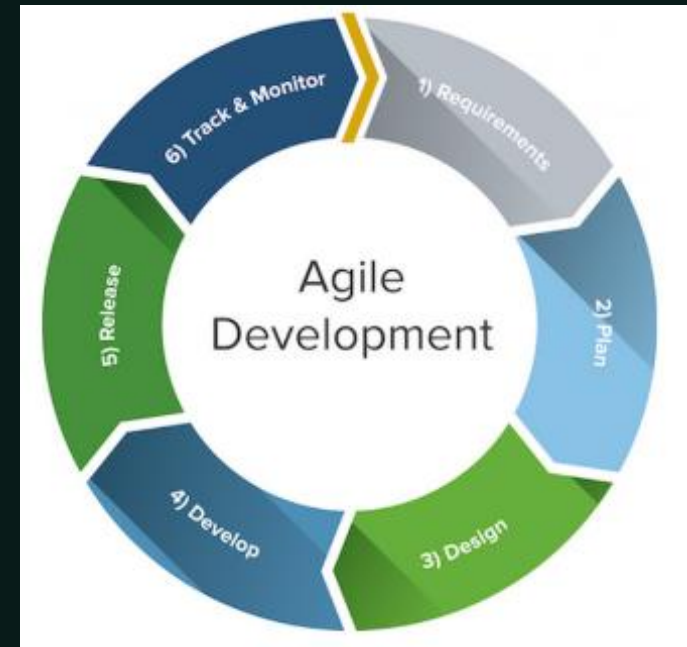 Agile
Development
1) Requirements
2) Plan
3) Design
4) Develop
5) Release
6) Track & Monitor